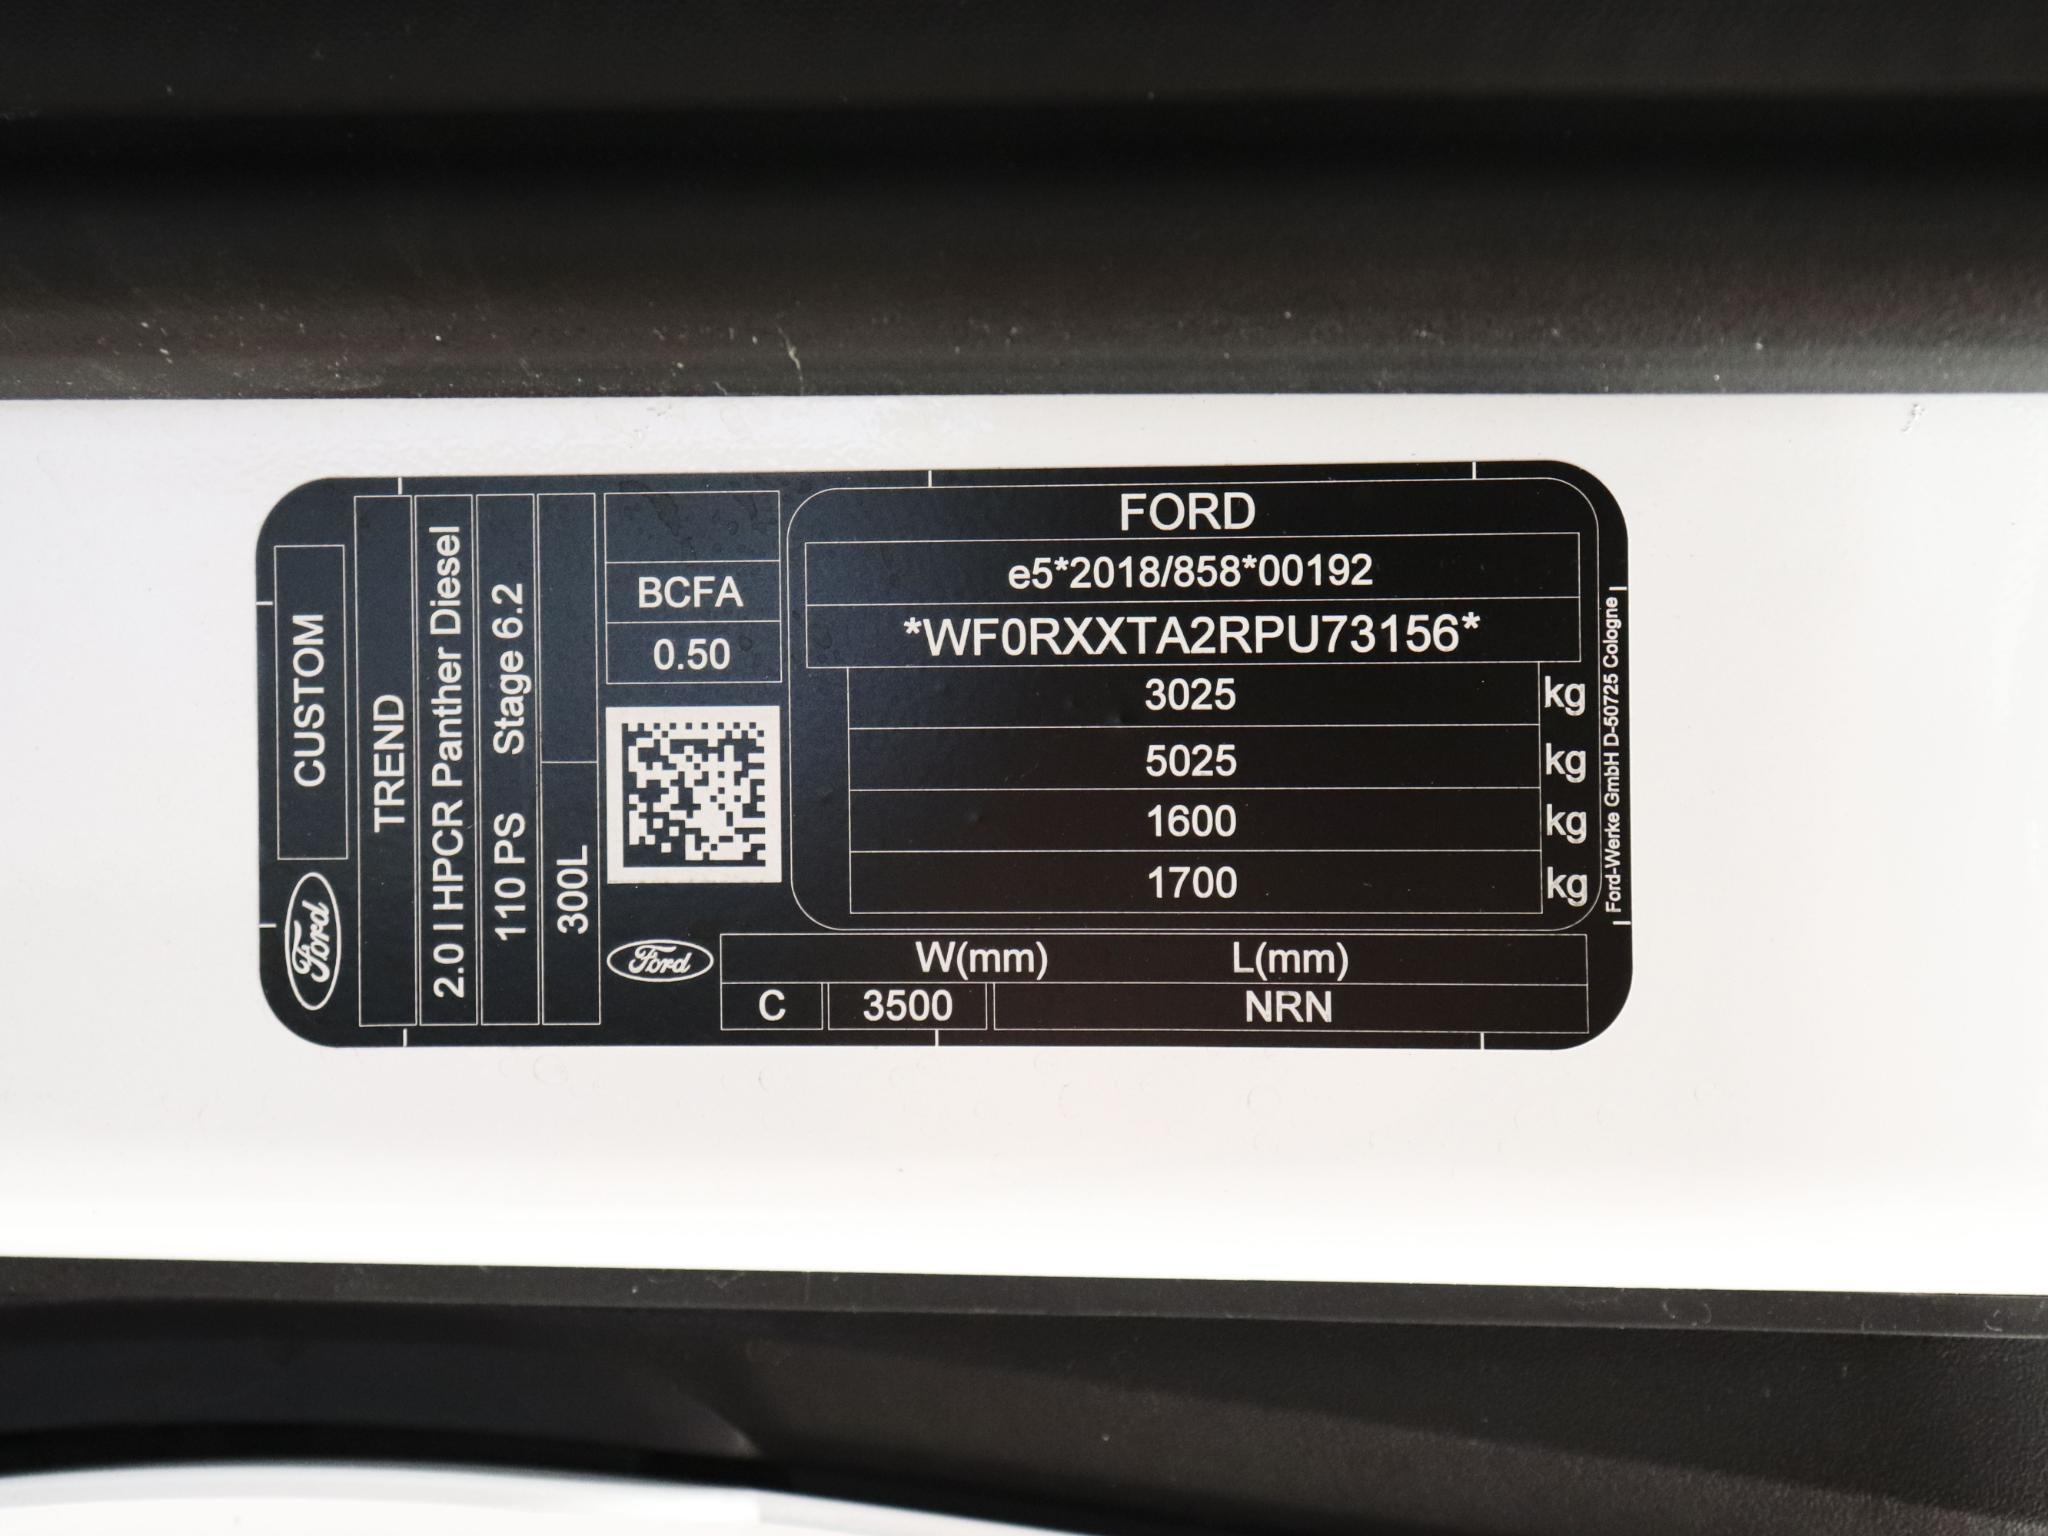 CUSTOM
Ford
TREND
2.0 l HPCR Panther Diesel
110 PS Stage 6.2
300L
BCFA
0.50
FORD
e5*2018/858*00192
*WF0RXXTA2RPU73156*
3025 kg
5025 kg
1600 kg
1700 kg
Ford-Werke GmbH D-50725 Cologne
Ford
W(mm) L(mm)
C 3500 NRN